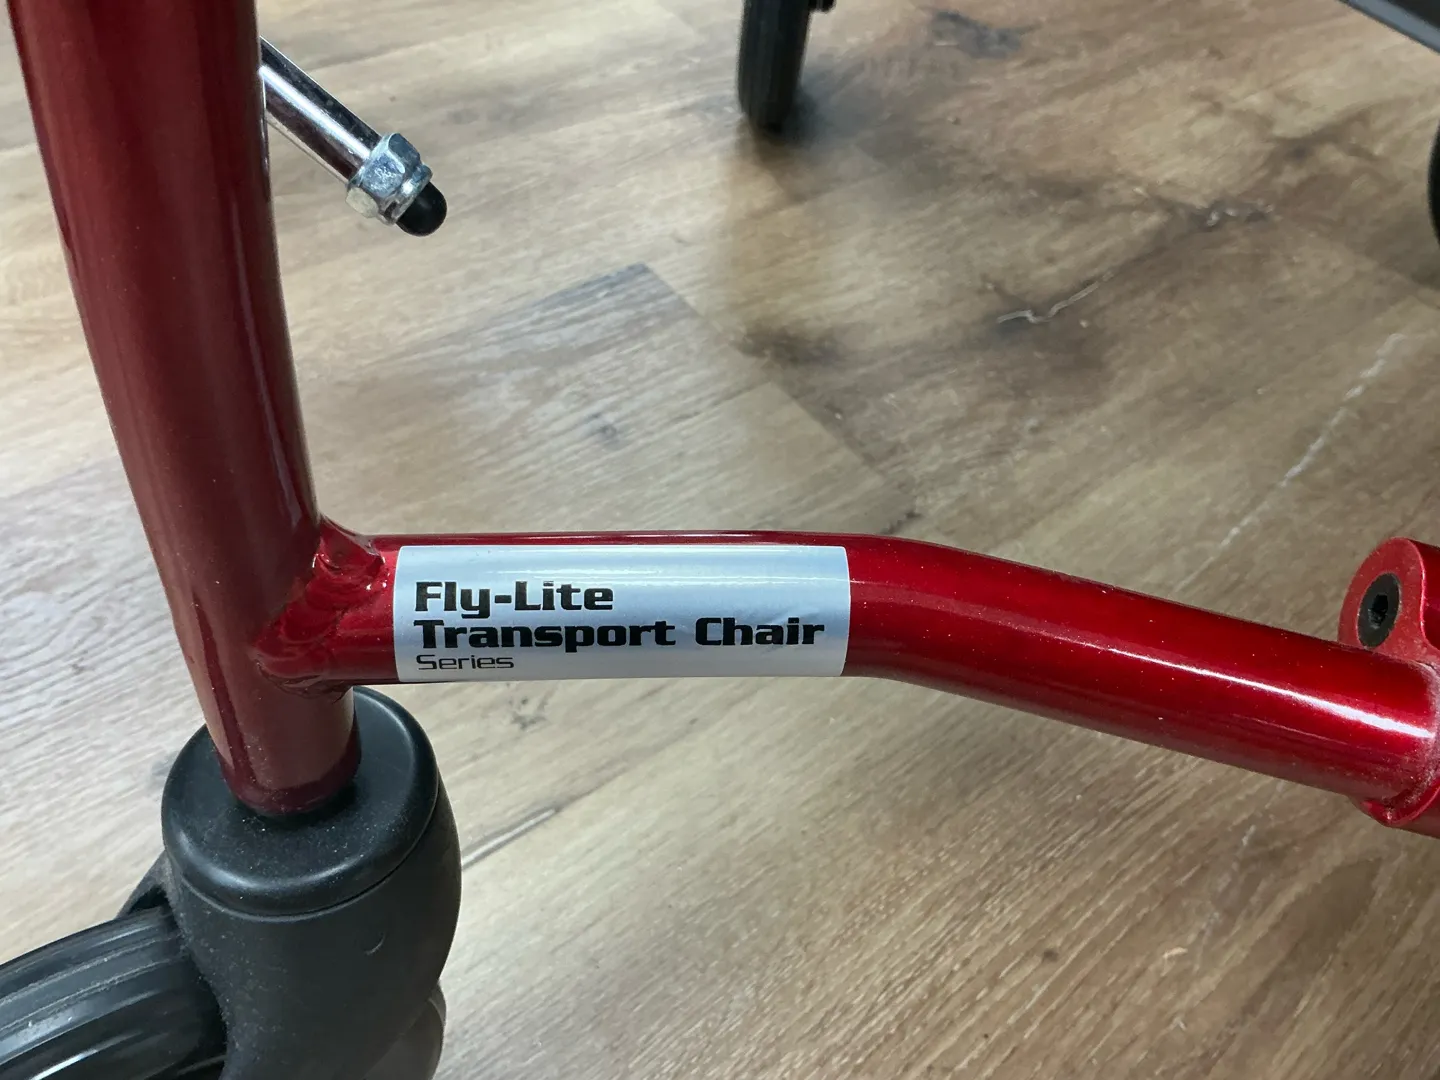 Fly-Lite
Transport Chair
Series